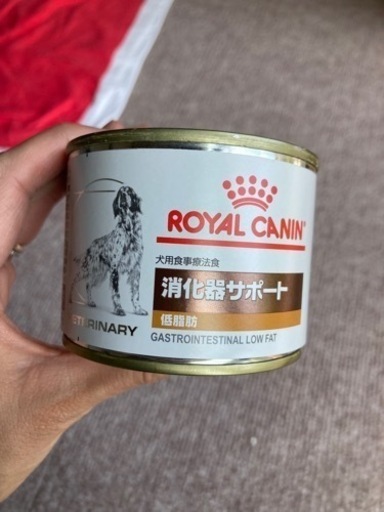 ROYAL CANIN
犬用食事療法食
消化器サポート
低脂肪
GASTROINTESTINAL LOW FAT
VETERINARY